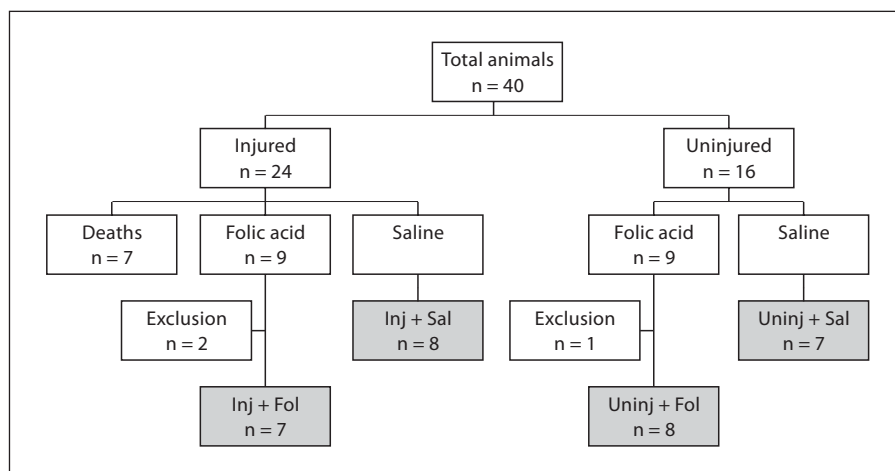 Total animals
n = 40
Injured
n = 24
Uninjured
n = 16
Deaths
n = 7
Folic acid
n = 9
Saline
Folic acid
n = 9
Saline
Exclusion
n = 2
Inj + Sal
n = 8
Exclusion
n = 1
Uninj + Sal
n = 7
Inj + Fol
n = 7
Uninj + Fol
n = 8